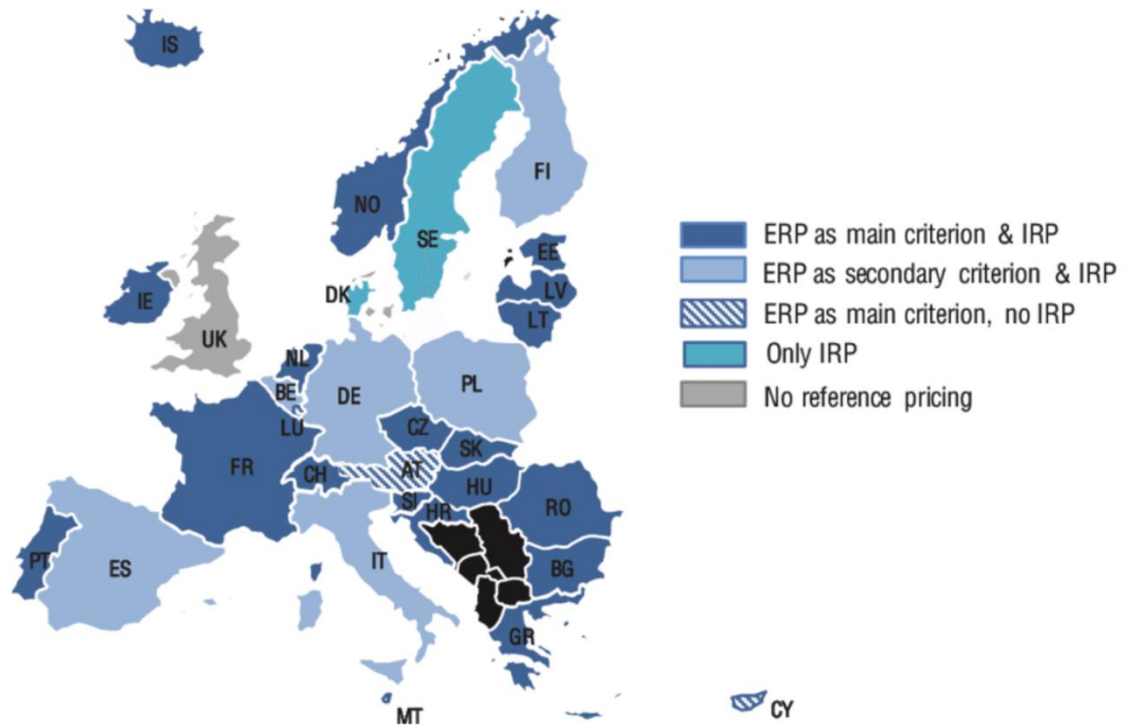 IS
FI
NO
SE
EE
DK
LV
IE
LT
UK
NL
BE
DE
PL
LU
CZ
SK
FR
CH
AT
HU
SI
HR
RO
PT
ES
IT
BG
GR
MT
CY
ERP as main criterion & IRP
ERP as secondary criterion & IRP
ERP as main criterion, no IRP
Only IRP
No reference pricing